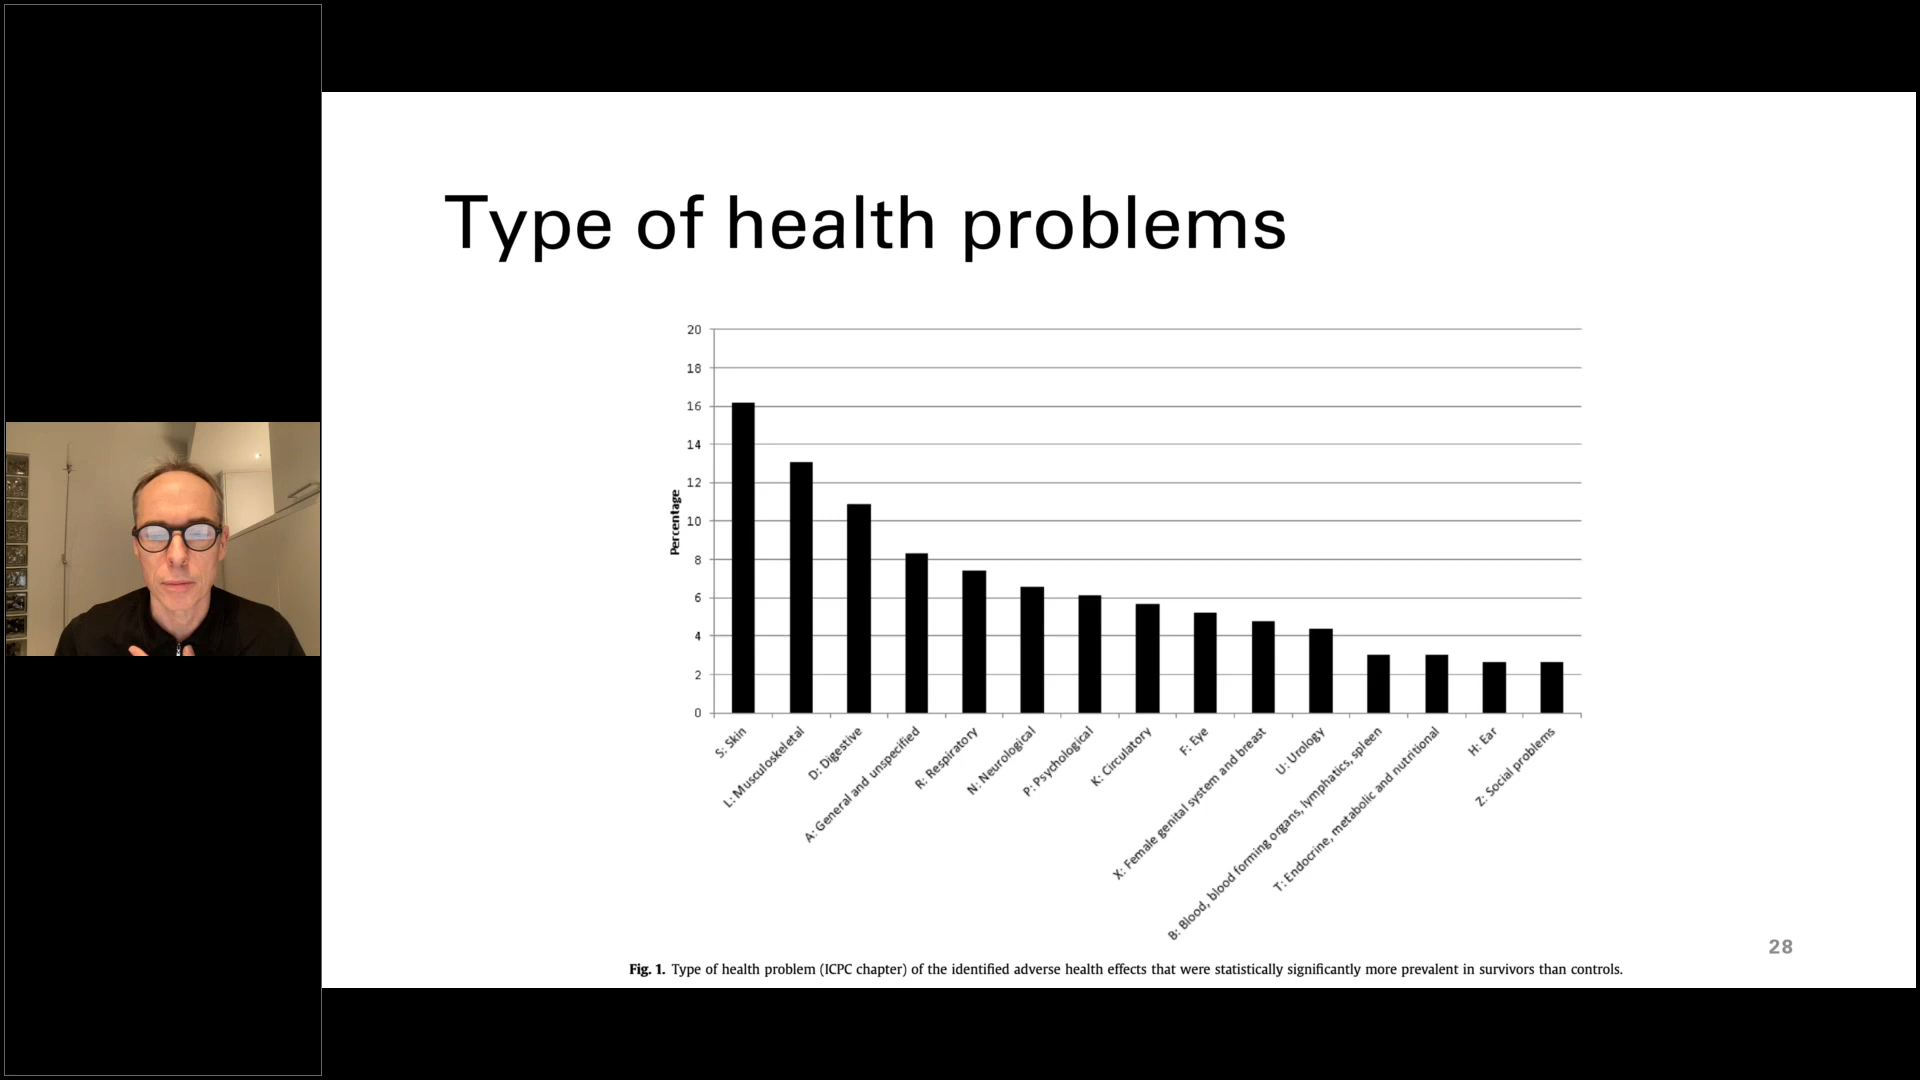 Type of health problems
20
18
16
14
12
10
8
6
4
2
0
Percentage
S: Skin
L: Musculoskeletal
D: Digestive
A: General and unspecified
R: Respiratory
N: Neurological
P: Psychological
K: Circulatory
F: Eye
X: Female genital system and breast
U: Urology
B: Blood, blood forming organs, lymphatics, spleen
T: Endocrine, metabolic and nutritional
H: Ear
Z: Social problems
28
Fig. 1. Type of health problem (ICPC chapter) of the identified adverse health effects that were statistically significantly more prevalent in survivors than controls.